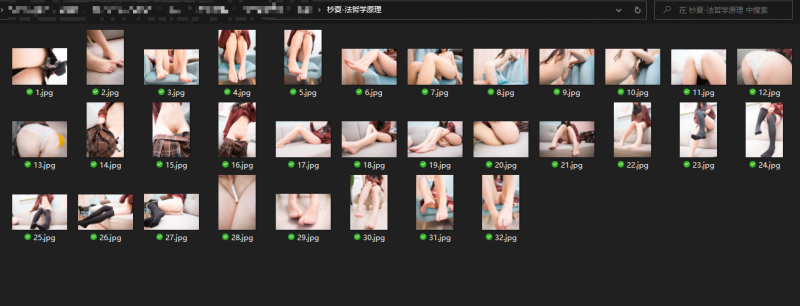 杪夏-法哲学原理
在 杪夏-法哲学原理 中搜索
1.jpg 2.jpg 3.jpg 4.jpg 5.jpg 6.jpg 7.jpg 8.jpg 9.jpg 10.jpg 11.jpg 12.jpg
13.jpg 14.jpg 15.jpg 16.jpg 17.jpg 18.jpg 19.jpg 20.jpg 21.jpg 22.jpg 23.jpg 24.jpg
25.jpg 26.jpg 27.jpg 28.jpg 29.jpg 30.jpg 31.jpg 32.jpg